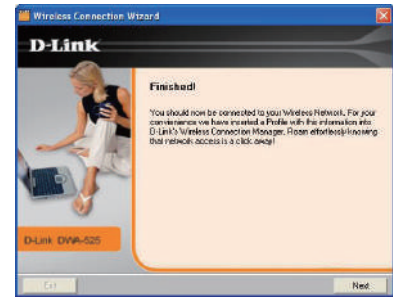 Wireless Connection Wizard
D-Link
Finished!
You should now be connected to your Wireless Network. For your
convenience we have inserted a Profile with this information into
D-Link's Wireless Connection Manager. Roam effortlessly knowing
that network access is a click away!
D-Link DWA-525
Exit
Next